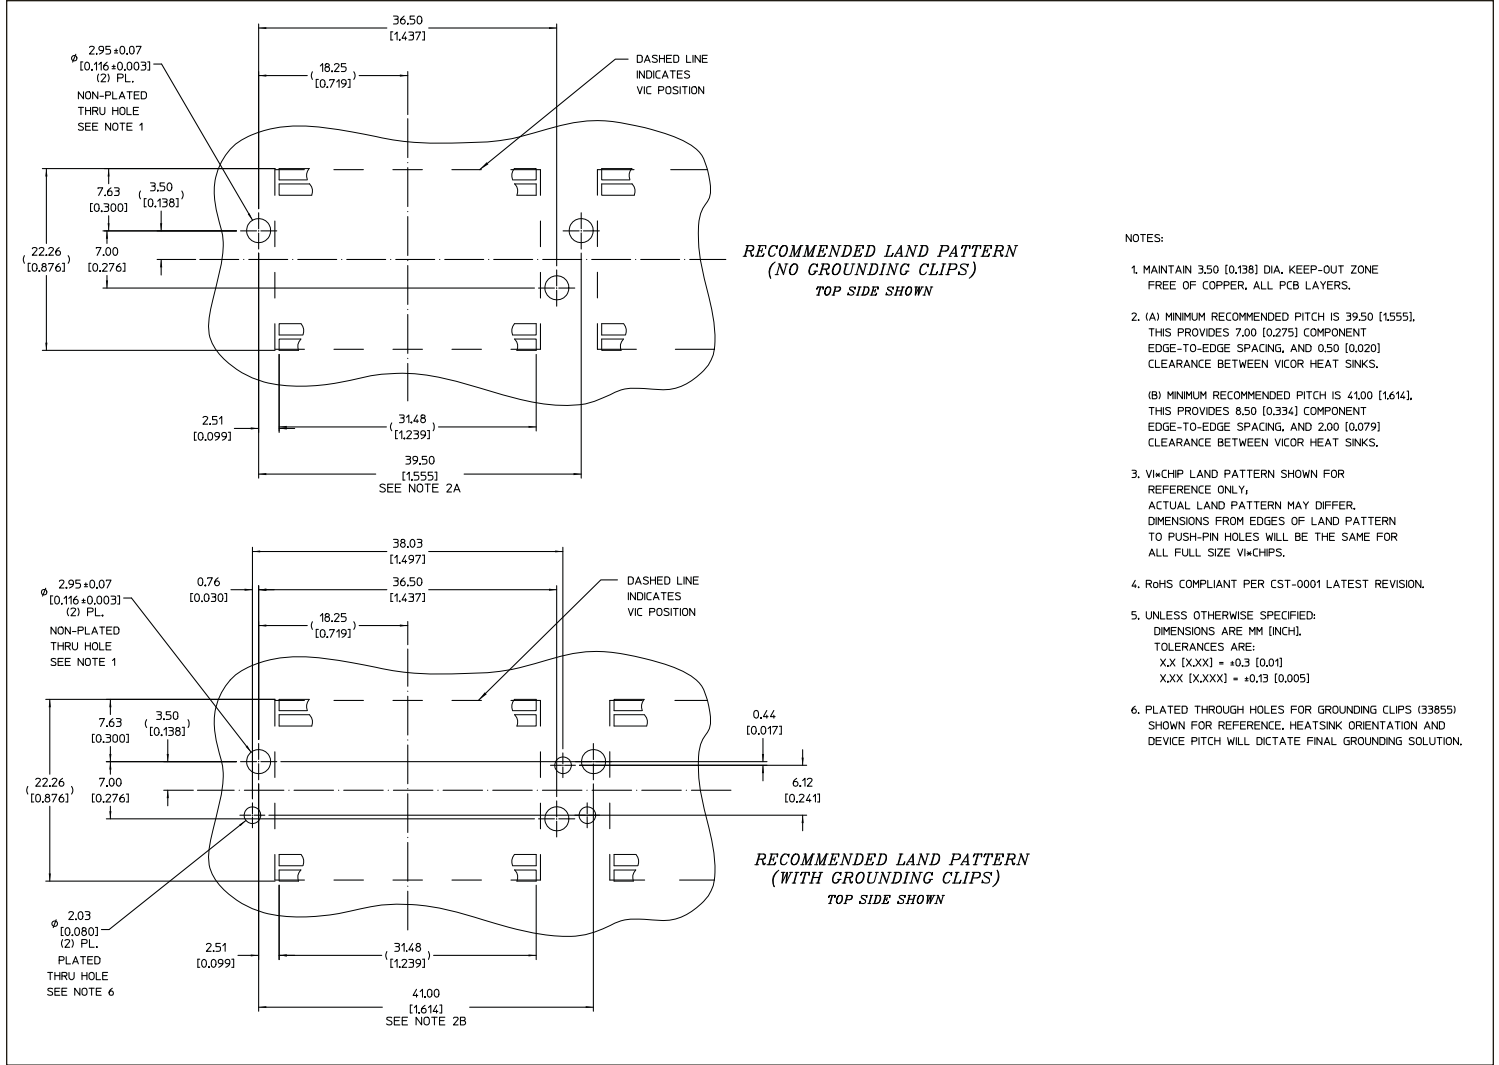 36.50
[1.437]
⌀ 2.95±0.07
[0.116±0.003]
(2) PL.
NON-PLATED
THRU HOLE
SEE NOTE 1
(18.25)
[0.719]
DASHED LINE
INDICATES
VIC POSITION
7.63
[0.300]
(3.50)
[0.138]
(22.26)
[0.876]
7.00
[0.276]
RECOMMENDED LAND PATTERN
(NO GROUNDING CLIPS)
TOP SIDE SHOWN
2.51
[0.099]
(31.48)
[1.239]
39.50
[1.555]
SEE NOTE 2A
38.03
[1.497]
⌀ 2.95±0.07
[0.116±0.003]
(2) PL.
NON-PLATED
THRU HOLE
SEE NOTE 1
0.76
[0.030]
36.50
[1.437]
(18.25)
[0.719]
DASHED LINE
INDICATES
VIC POSITION
7.63
[0.300]
(3.50)
[0.138]
0.44
[0.017]
(22.26)
[0.876]
7.00
[0.276]
6.12
[0.241]
RECOMMENDED LAND PATTERN
(WITH GROUNDING CLIPS)
TOP SIDE SHOWN
⌀ 2.03
[0.080]
(2) PL.
PLATED
THRU HOLE
SEE NOTE 6
2.51
[0.099]
(31.48)
[1.239]
41.00
[1.614]
SEE NOTE 2B
NOTES:
1. MAINTAIN 3.50 [0.138] DIA. KEEP-OUT ZONE
FREE OF COPPER, ALL PCB LAYERS.
2. (A) MINIMUM RECOMMENDED PITCH IS 39.50 [1.555],
THIS PROVIDES 7.00 [0.275] COMPONENT
EDGE-TO-EDGE SPACING, AND 0.50 [0.020]
CLEARANCE BETWEEN VICOR HEAT SINKS.
(B) MINIMUM RECOMMENDED PITCH IS 41.00 [1.614],
THIS PROVIDES 8.50 [0.334] COMPONENT
EDGE-TO-EDGE SPACING, AND 2.00 [0.079]
CLEARANCE BETWEEN VICOR HEAT SINKS.
3. VI*CHIP LAND PATTERN SHOWN FOR
REFERENCE ONLY;
ACTUAL LAND PATTERN MAY DIFFER.
DIMENSIONS FROM EDGES OF LAND PATTERN
TO PUSH-PIN HOLES WILL BE THE SAME FOR
ALL FULL SIZE VI*CHIPS.
4. RoHS COMPLIANT PER CST-0001 LATEST REVISION.
5. UNLESS OTHERWISE SPECIFIED:
DIMENSIONS ARE MM [INCH].
TOLERANCES ARE:
X.X [X.XX] = ±0.3 [0.01]
X.XX [X.XXX] = ±0.13 [0.005]
6. PLATED THROUGH HOLES FOR GROUNDING CLIPS (33855)
SHOWN FOR REFERENCE. HEATSINK ORIENTATION AND
DEVICE PITCH WILL DICTATE FINAL GROUNDING SOLUTION.